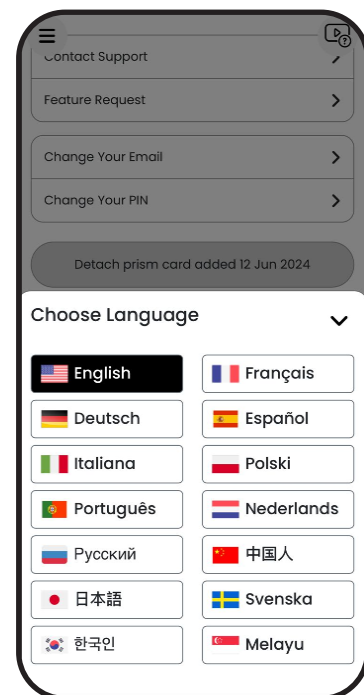 Contact Support
Feature Request
Change Your Email
Change Your PIN
Detach prism card added 12 Jun 2024
Choose Language
English
Français
Deutsch
Español
Italiana
Polski
Português
Nederlands
Русский
中国人
日本語
Svenska
한국인
Melayu